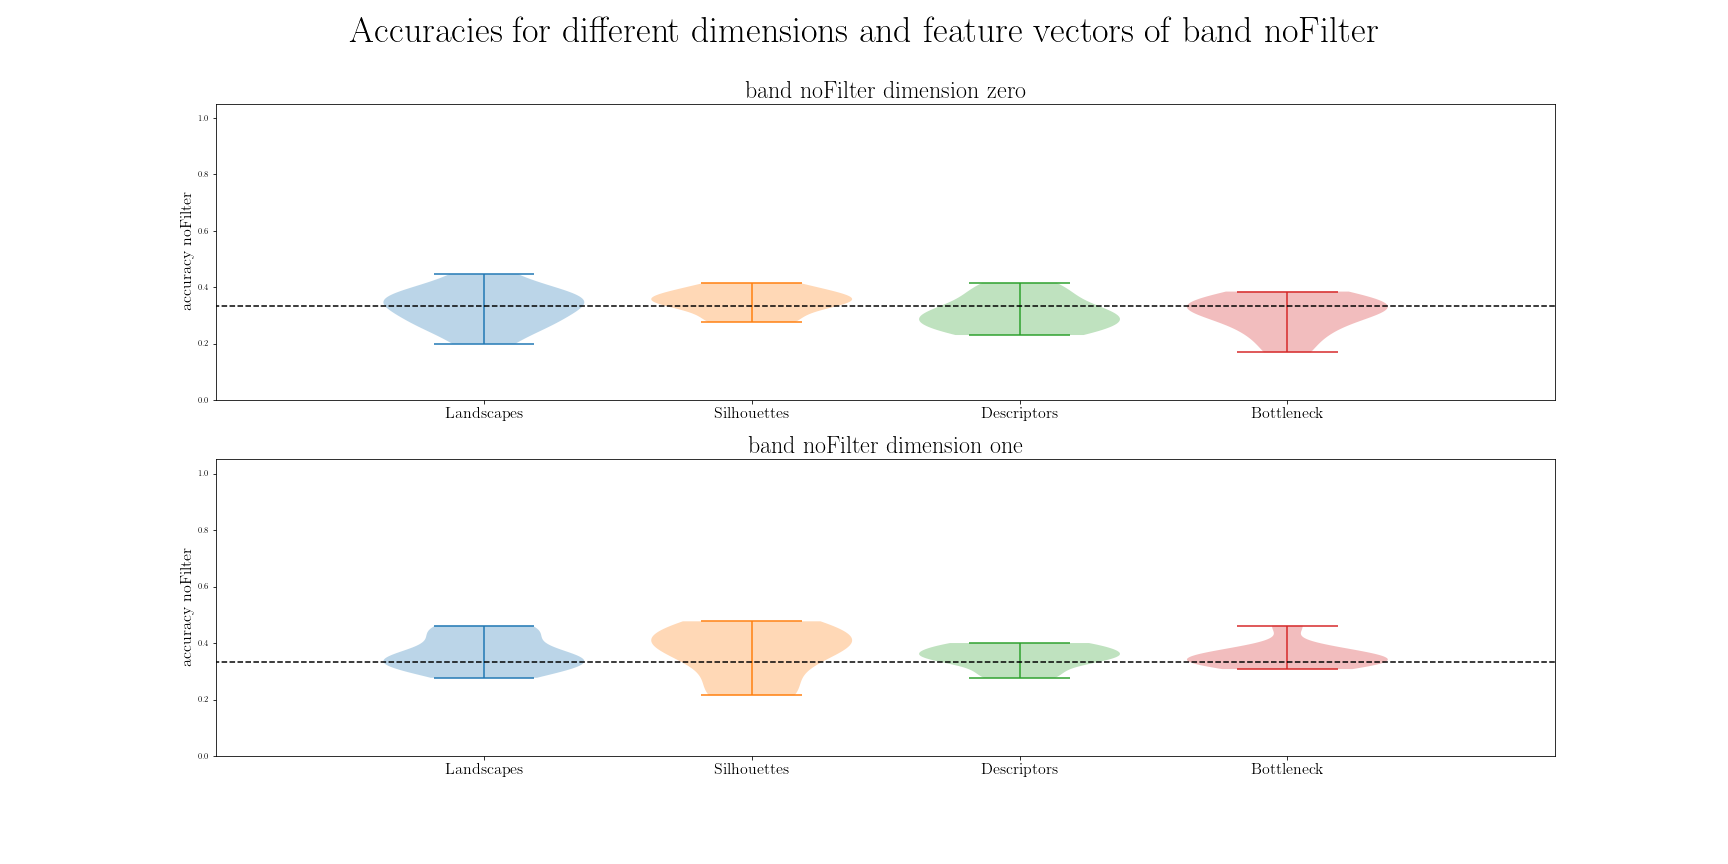 Accuracies for different dimensions and feature vectors of band noFilter
band noFilter dimension zero
accuracy noFilter
1.0
0.8
0.6
0.4
0.2
0.0
Landscapes Silhouettes Descriptors Bottleneck
band noFilter dimension one
accuracy noFilter
1.0
0.8
0.6
0.4
0.2
0.0
Landscapes Silhouettes Descriptors Bottleneck